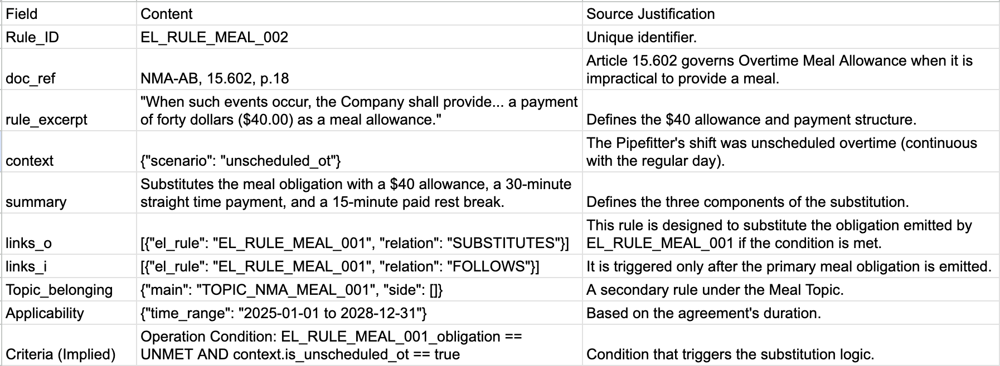 Field Content Source Justification
Rule_ID EL_RULE_MEAL_002 Unique identifier.
Article 15.602 governs Overtime Meal Allowance when it is
doc_ref NMA-AB, 15.602, p.18 impractical to provide a meal.
"When such events occur, the Company shall provide... a payment
rule_excerpt of forty dollars ($40.00) as a meal allowance." Defines the $40 allowance and payment structure.
The Pipefitter's shift was unscheduled overtime (continuous
context {"scenario": "unscheduled_ot"} with the regular day).
Substitutes the meal obligation with a $40 allowance, a 30-minute
summary straight time payment, and a 15-minute paid rest break. Defines the three components of the substitution.
This rule is designed to substitute the obligation emitted by
links_o [{"el_rule": "EL_RULE_MEAL_001", "relation": "SUBSTITUTES"}] EL_RULE_MEAL_001 if the condition is met.
links_i [{"el_rule": "EL_RULE_MEAL_001", "relation": "FOLLOWS"}] It is triggered only after the primary meal obligation is emitted.
Topic_belonging {"main": "TOPIC_NMA_MEAL_001", "side": []} A secondary rule under the Meal Topic.
Applicability {"time_range": "2025-01-01 to 2028-12-31"} Based on the agreement's duration.
Operation Condition: EL_RULE_MEAL_001_obligation ==
Criteria (Implied) UNMET AND context.is_unscheduled_ot == true Condition that triggers the substitution logic.